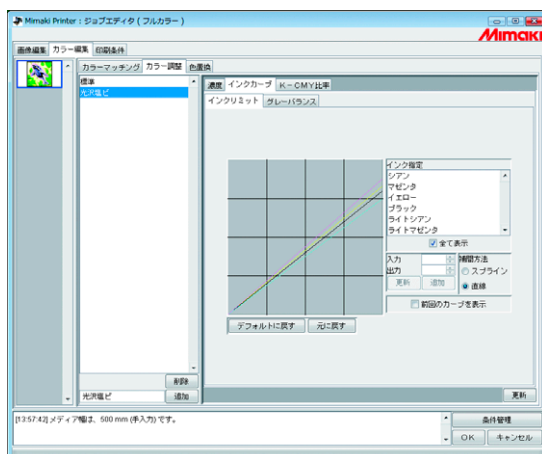 Mimaki Printer : ジョブエディタ ( フルカラー )
Mimaki
画像編集 カラー編集 印刷条件
カラーマッチング カラー調整 色置換
標準
光沢塩ビ
濃度 インクカーブ K－CMY比率
インクリミット グレーバランス
インク指定
シアン
マゼンタ
イエロー
ブラック
ライトシアン
ライトマゼンタ
全て表示
入力
出力
更新 追加
補間方法
スプライン
直線
前回のカーブを表示
デフォルトに戻す 元に戻す
削除
光沢塩ビ 追加
更新
[13:57:42] メディア幅は、500 mm (手入力) です。
条件管理
OK キャンセル